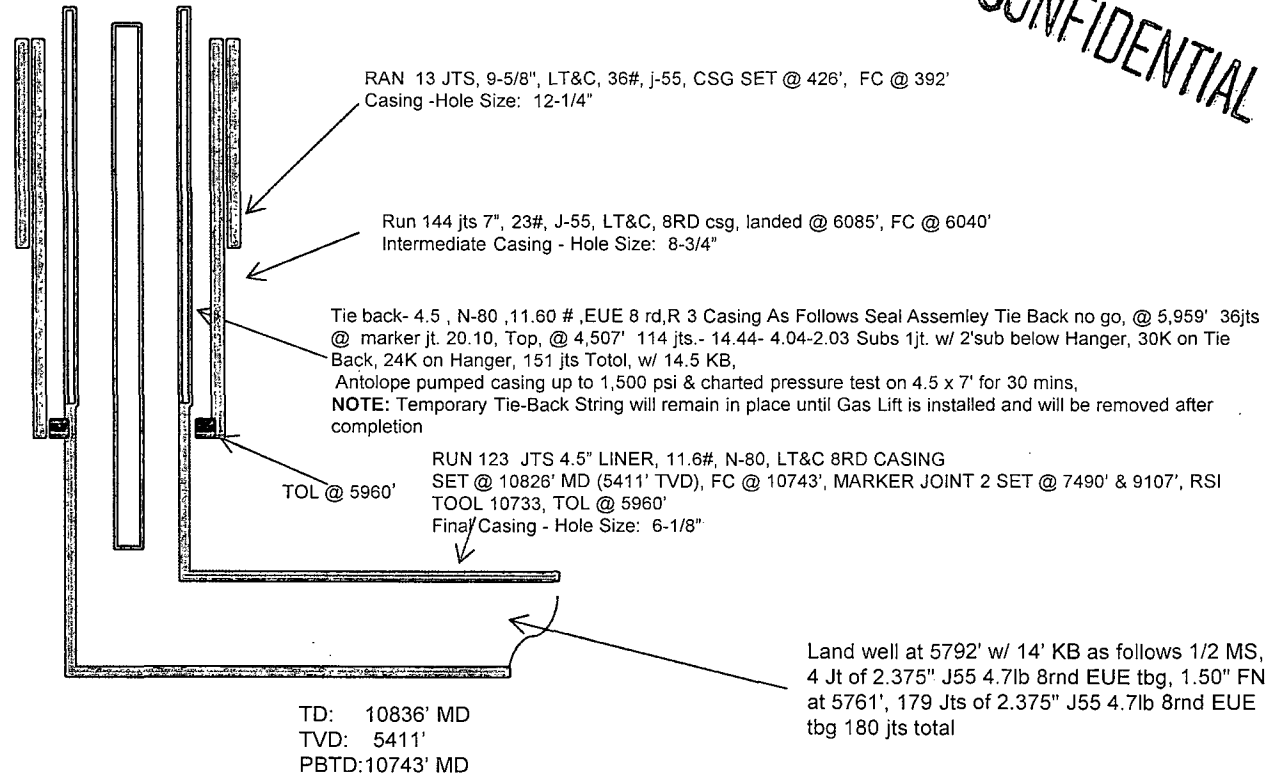 CONFIDENTIAL
RAN 13 JTS, 9-5/8", LT&C, 36#, j-55, CSG SET @ 426', FC @ 392'
Casing -Hole Size: 12-1/4"
Run 144 jts 7", 23#, J-55, LT&C, 8RD csg, landed @ 6085', FC @ 6040'
Intermediate Casing - Hole Size: 8-3/4"
Tie back- 4.5 , N-80 ,11.60 # ,EUE 8 rd,R 3 Casing As Follows Seal Assemley Tie Back no go, @ 5,959' 36jts
@ marker jt. 20.10, Top, @ 4,507' 114 jts.- 14.44- 4.04-2.03 Subs 1jt. w/ 2'sub below Hanger, 30K on Tie
Back, 24K on Hanger, 151 jts Totol, w/ 14.5 KB,
Antolope pumped casing up to 1,500 psi & charted pressure test on 4.5 x 7' for 30 mins,
NOTE: Temporary Tie-Back String will remain in place until Gas Lift is installed and will be removed after
completion
RUN 123 JTS 4.5" LINER, 11.6#, N-80, LT&C 8RD CASING
SET @ 10826' MD (5411' TVD), FC @ 10743', MARKER JOINT 2 SET @ 7490' & 9107', RSI
TOOL 10733, TOL @ 5960'
Final Casing - Hole Size: 6-1/8"
TOL @ 5960'
Land well at 5792' w/ 14' KB as follows 1/2 MS,
4 Jt of 2.375" J55 4.7lb 8rnd EUE tbg, 1.50" FN
at 5761', 179 Jts of 2.375" J55 4.7lb 8rnd EUE
tbg 180 jts total
TD: 10836' MD
TVD: 5411'
PBTD:10743' MD